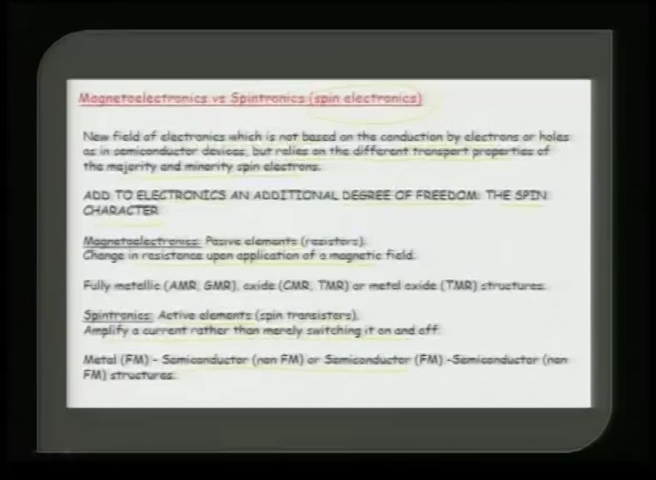 Magnetoelectronics vs Spintronics (spin electronics)
New field of electronics which is not based on the conduction by electrons or holes
as in semiconductor devices, but relies on the different transport properties of
the majority and minority spin electrons.
ADD TO ELECTRONICS AN ADDITIONAL DEGREE OF FREEDOM: THE SPIN
CHARACTER
Magnetoelectronics: Pasive elements (resistors).
Change in resistance upon application of a magnetic field.
Fully metallic (AMR, GMR), oxide (CMR, TMR) or metal oxide (TMR) structures.
Spintronics: Active elements (spin transistors).
Amplify a current rather than merely switching it on and off.
Metal (FM) - Semiconductor (non FM) or Semiconductor (FM) -Semiconductor (non
FM) structures.